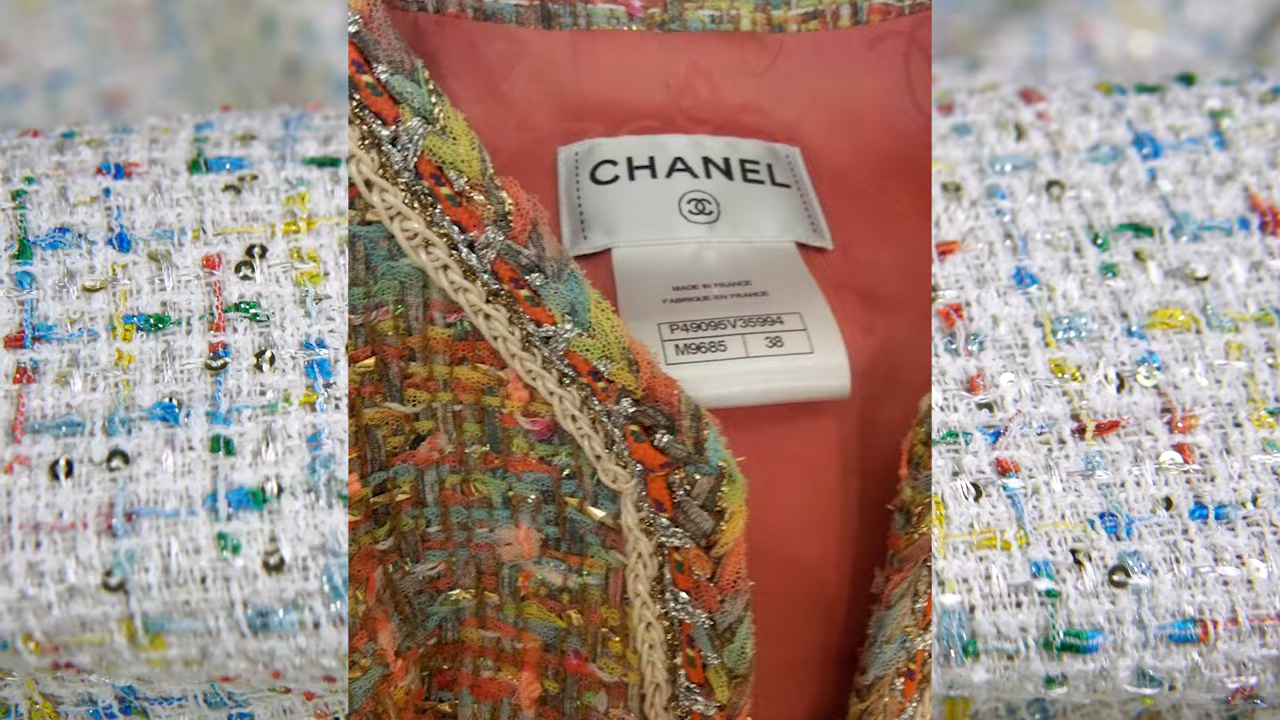 CHANEL
MADE IN FRANCE
FABRIQUE EN FRANCE
P49095V35994
M9685 38